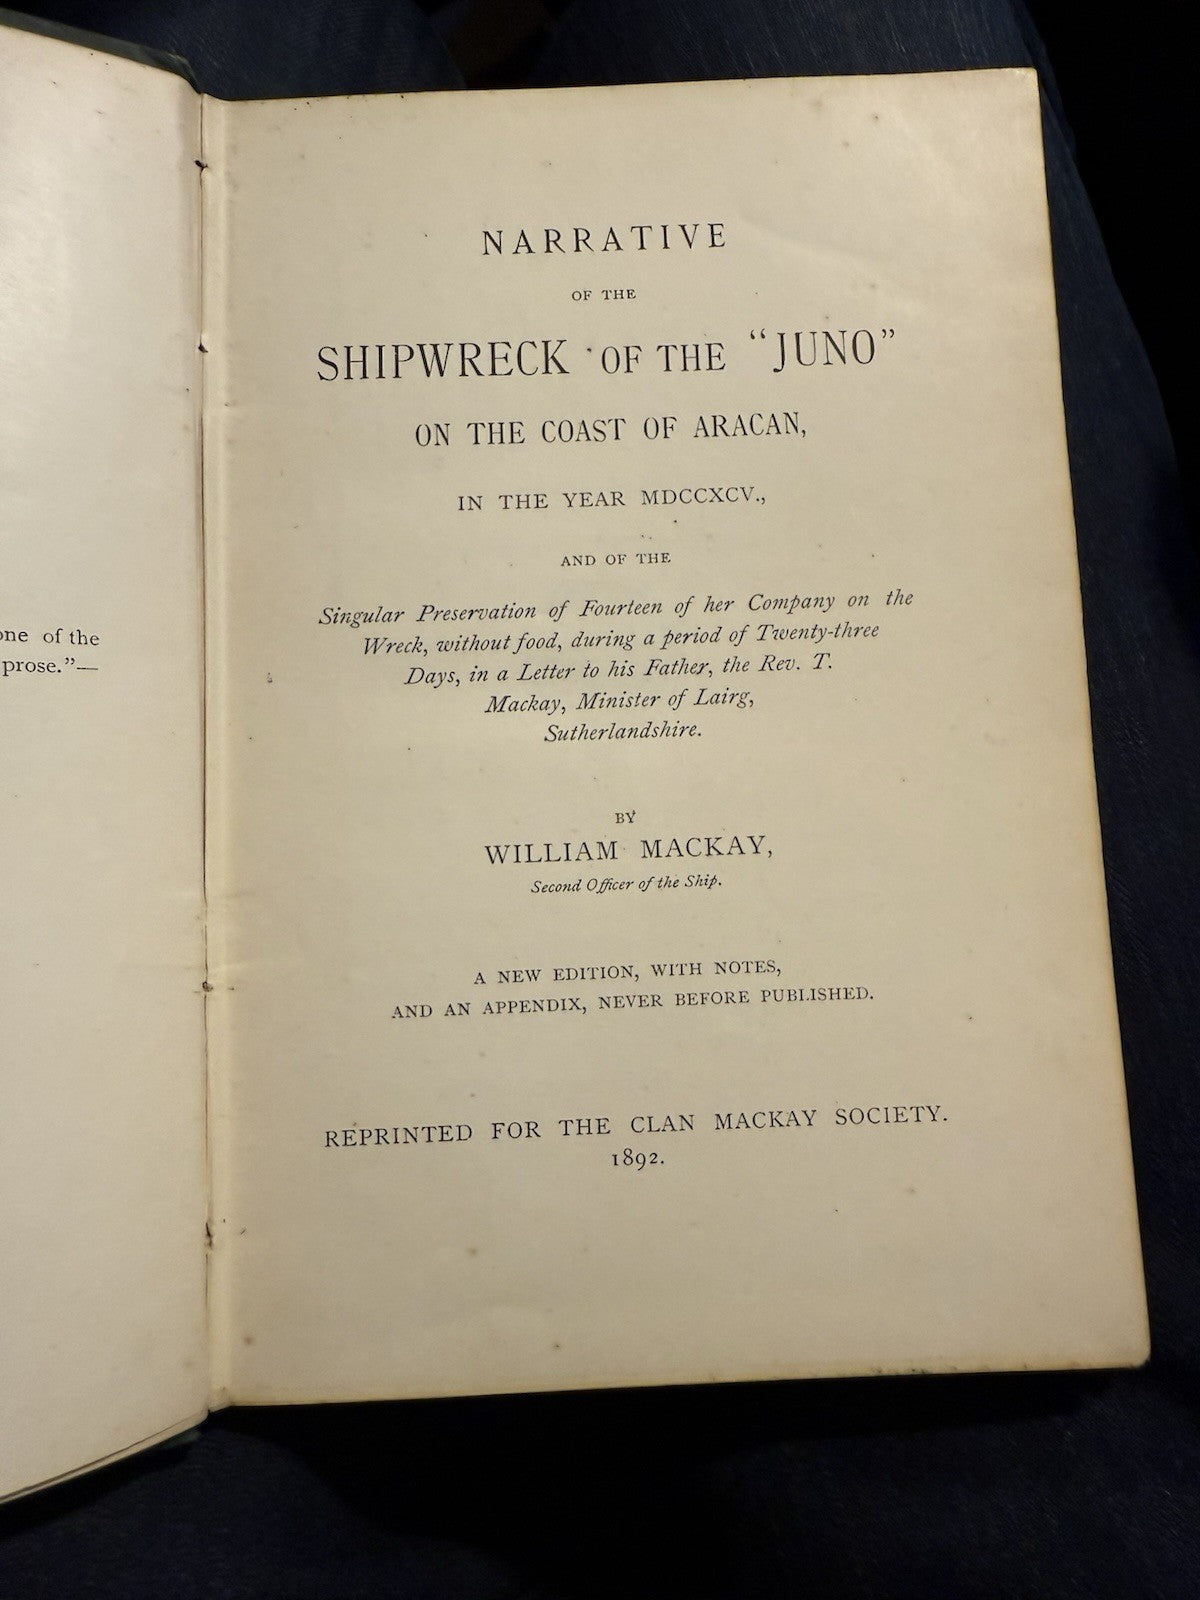 one of the
prose."—
NARRATIVE
OF THE
SHIPWRECK OF THE "JUNO"
ON THE COAST OF ARACAN,
IN THE YEAR MDCCXCV.,
AND OF THE
Singular Preservation of Fourteen of her Company on the
Wreck, without food, during a period of Twenty-three
Days, in a Letter to his Father, the Rev. T.
Mackay, Minister of Lairg,
Sutherlandshire.
BY
WILLIAM MACKAY,
Second Officer of the Ship.
A NEW EDITION, WITH NOTES,
AND AN APPENDIX, NEVER BEFORE PUBLISHED.
REPRINTED FOR THE CLAN MACKAY SOCIETY.
1892.